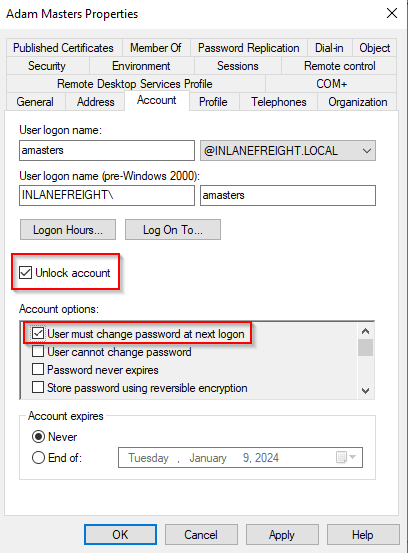 Adam Masters Properties
Published Certificates Member Of Password Replication Dial-in Object
Security Environment Sessions Remote control
Remote Desktop Services Profile COM+
General Address Account Profile Telephones Organization
User logon name:
amasters @INLANEFREIGHT.LOCAL
User logon name (pre-Windows 2000):
INLANEFREIGHT\ amasters
Logon Hours... Log On To...
Unlock account
Account options:
User must change password at next logon
User cannot change password
Password never expires
Store password using reversible encryption
Account expires
Never
End of: Tuesday , January 9, 2024
OK Cancel Apply Help